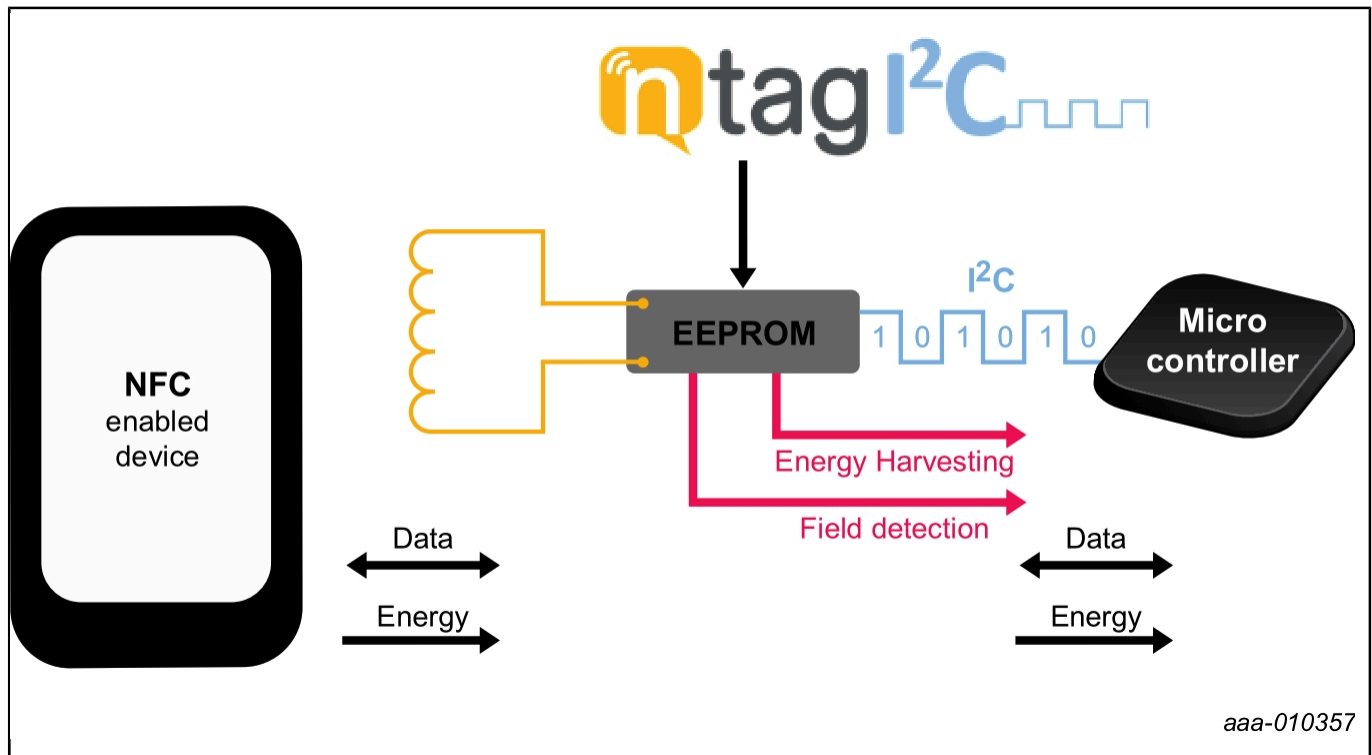 ntag I²C
NFC
enabled
device
EEPROM
I²C
1 0 1 0 1 0
Micro
controller
Energy Harvesting
Field detection
Data
Energy
Data
Energy
aaa-010357